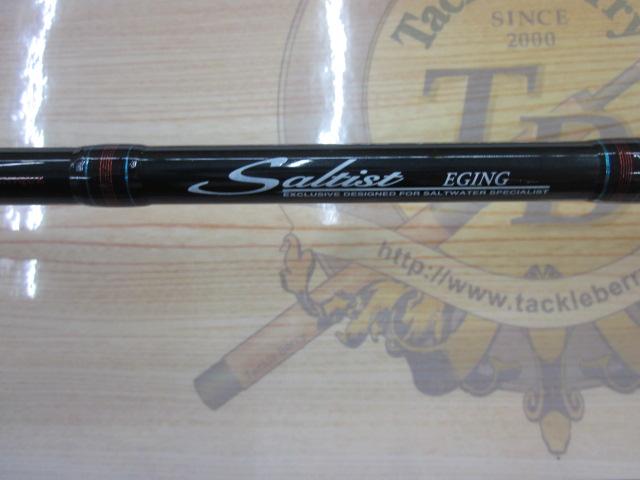 SINCE
2000
TB
Saltist EGING
EXCLUSIVE DESIGNED FOR SALTWATER SPECIALIST
http://www.tackleberr